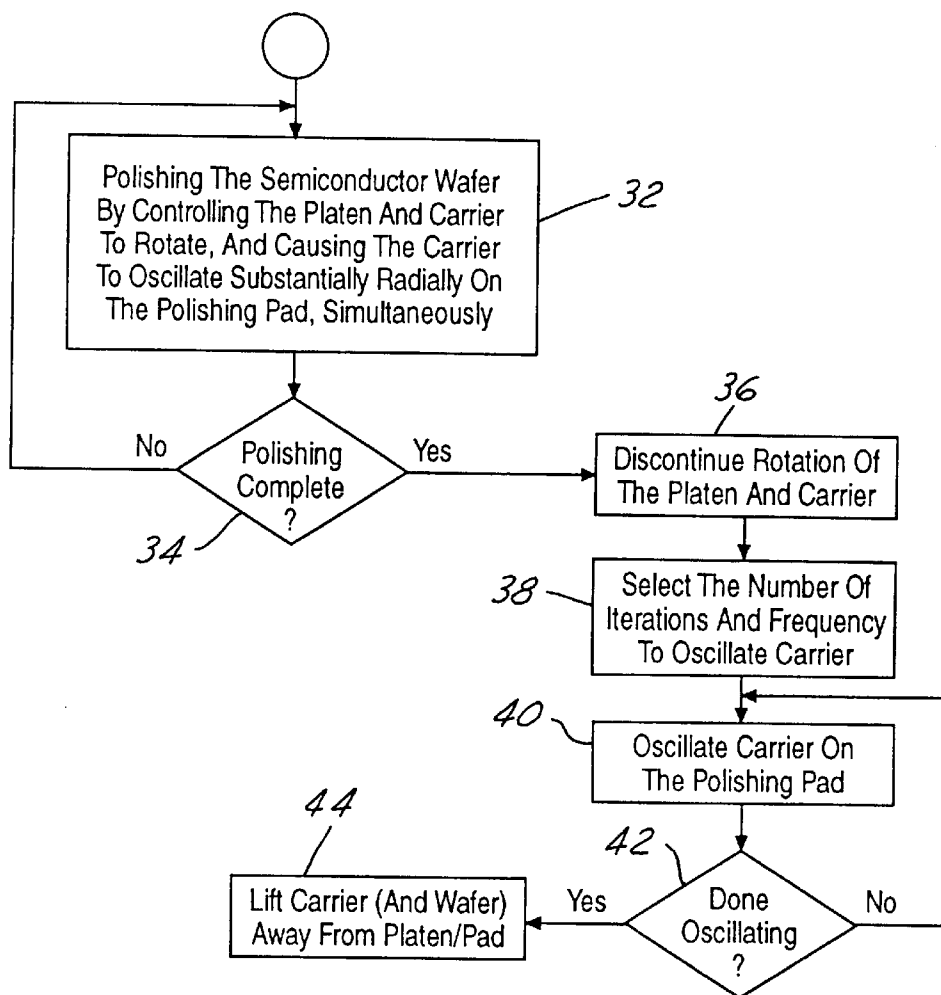 Polishing The Semiconductor Wafer
By Controlling The Platen And Carrier
To Rotate, And Causing The Carrier
To Oscillate Substantially Radially On
The Polishing Pad, Simultaneously
32
No
Polishing
Complete
?
Yes
34
36
Discontinue Rotation Of
The Platen And Carrier
38
Select The Number Of
Iterations And Frequency
To Oscillate Carrier
40
Oscillate Carrier On
The Polishing Pad
44
Lift Carrier (And Wafer)
Away From Platen/Pad
42
Yes
Done
Oscillating
?
No